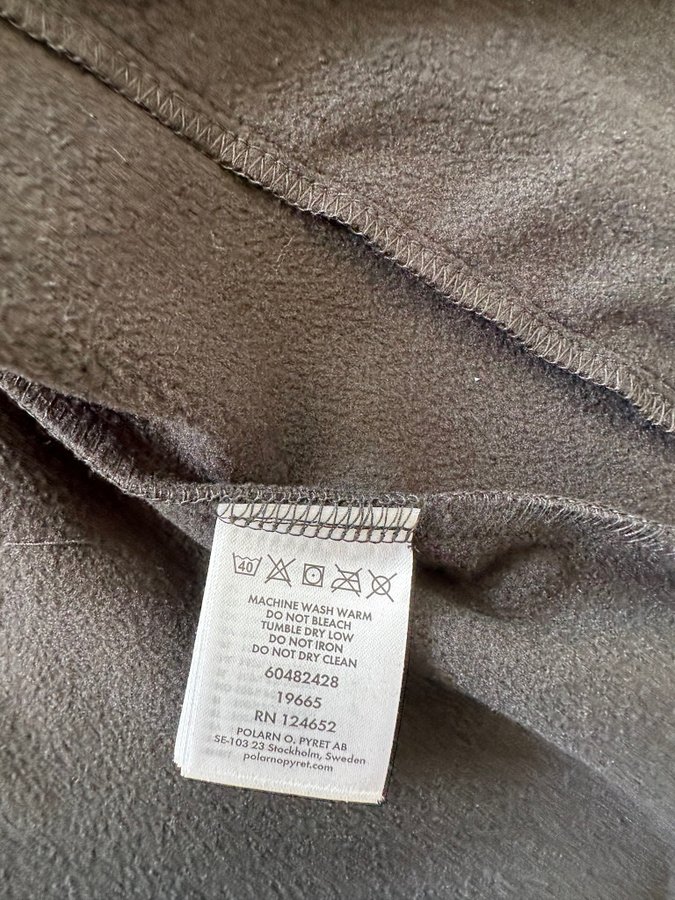 40
MACHINE WASH WARM
DO NOT BLEACH
TUMBLE DRY LOW
DO NOT IRON
DO NOT DRY CLEAN
60482428
19665
RN 124652
POLARN O. PYRET AB
SE-103 23 Stockholm, Sweden
polarnopyret.com